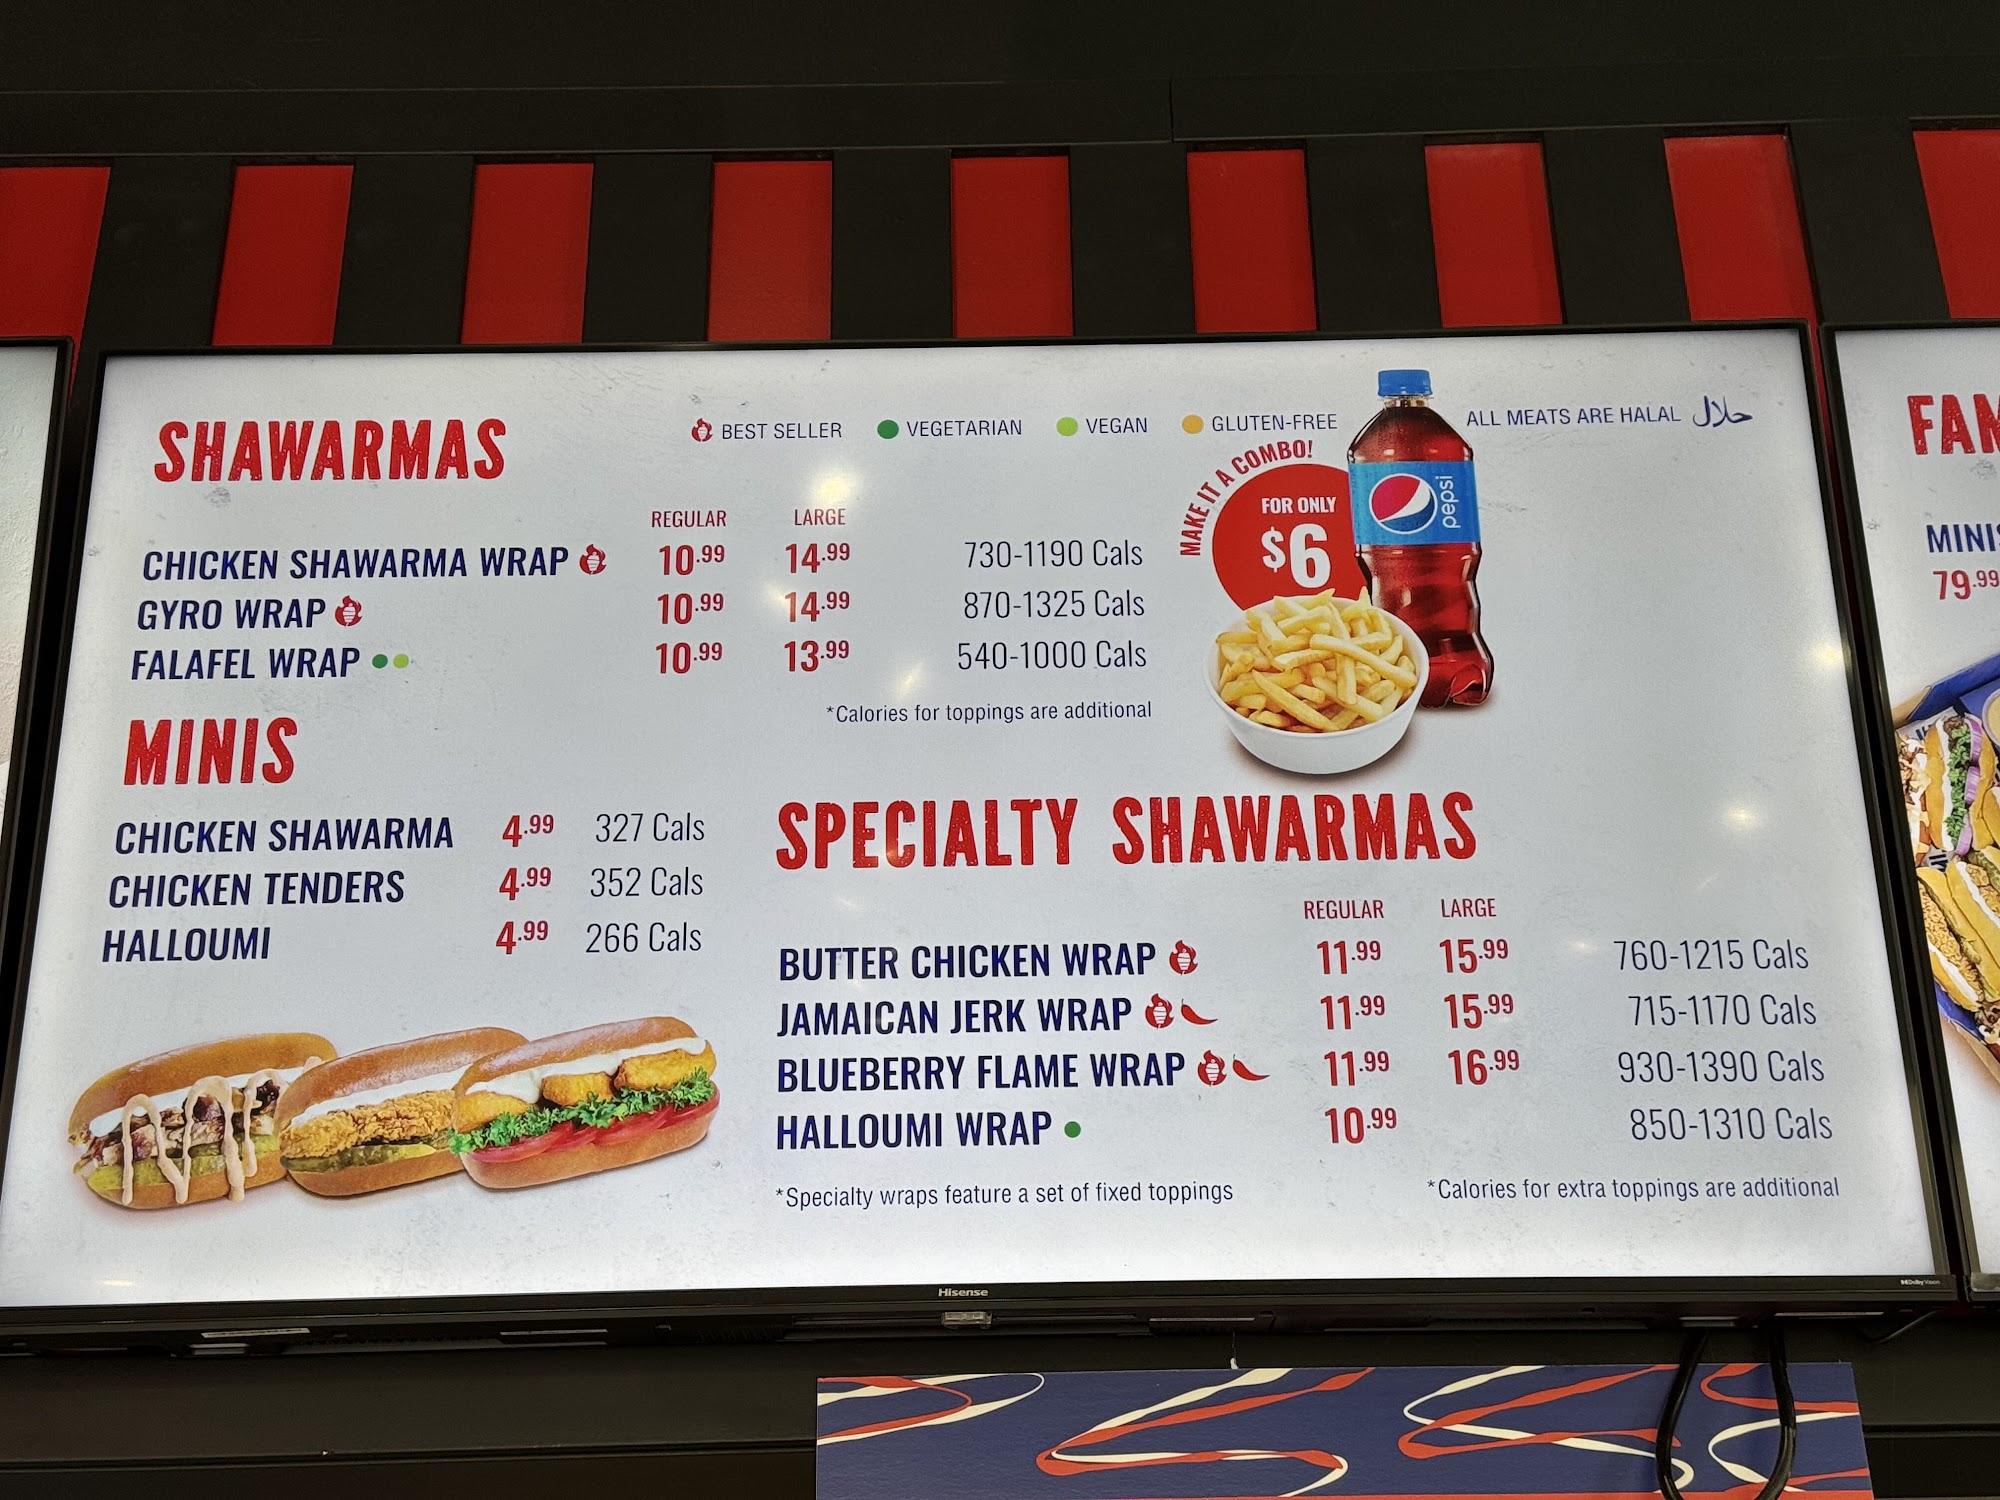 SHAWARMAS
BEST SELLER VEGETARIAN VEGAN GLUTEN-FREE
ALL MEATS ARE HALAL حلال
REGULAR LARGE
CHICKEN SHAWARMA WRAP 10.99 14.99 730-1190 Cals
GYRO WRAP 10.99 14.99 870-1325 Cals
FALAFEL WRAP 10.99 13.99 540-1000 Cals
*Calories for toppings are additional
MAKE IT A COMBO!
FOR ONLY
$6
pepsi
MINIS
CHICKEN SHAWARMA 4.99 327 Cals
CHICKEN TENDERS 4.99 352 Cals
HALLOUMI 4.99 266 Cals
SPECIALTY SHAWARMAS
REGULAR LARGE
BUTTER CHICKEN WRAP 11.99 15.99 760-1215 Cals
JAMAICAN JERK WRAP 11.99 15.99 715-1170 Cals
BLUEBERRY FLAME WRAP 11.99 16.99 930-1390 Cals
HALLOUMI WRAP 10.99 850-1310 Cals
*Specialty wraps feature a set of fixed toppings
*Calories for extra toppings are additional
Hisense
Dolby Vision
79.99